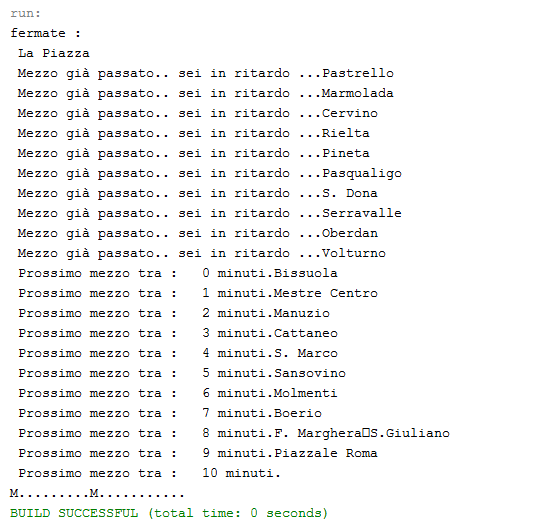 run:
fermate :
La Piazza
Mezzo già passato.. sei in ritardo ...Pastrello
Mezzo già passato.. sei in ritardo ...Marmolada
Mezzo già passato.. sei in ritardo ...Cervino
Mezzo già passato.. sei in ritardo ...Rielta
Mezzo già passato.. sei in ritardo ...Pineta
Mezzo già passato.. sei in ritardo ...Pasqualigo
Mezzo già passato.. sei in ritardo ...S. Dona
Mezzo già passato.. sei in ritardo ...Serravalle
Mezzo già passato.. sei in ritardo ...Oberdan
Mezzo già passato.. sei in ritardo ...Volturno
Prossimo mezzo tra :   0 minuti.Bissuola
Prossimo mezzo tra :   1 minuti.Mestre Centro
Prossimo mezzo tra :   2 minuti.Manuzio
Prossimo mezzo tra :   3 minuti.Cattaneo
Prossimo mezzo tra :   4 minuti.S. Marco
Prossimo mezzo tra :   5 minuti.Sansovino
Prossimo mezzo tra :   6 minuti.Molmenti
Prossimo mezzo tra :   7 minuti.Boerio
Prossimo mezzo tra :   8 minuti.F. Marghera□S.Giuliano
Prossimo mezzo tra :   9 minuti.Piazzale Roma
Prossimo mezzo tra :   10 minuti.
M.........M...........
BUILD SUCCESSFUL (total time: 0 seconds)